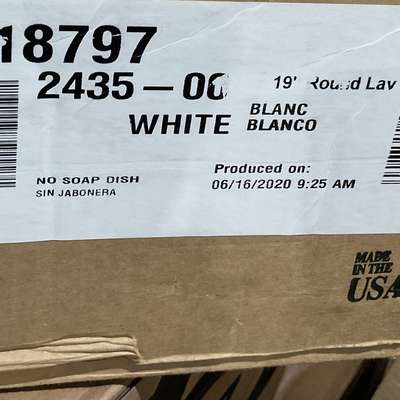 18797
2435-00 19" Round Lav
WHITE BLANC
BLANCO
NO SOAP DISH
SIN JABONERA
Produced on:
06/16/2020 9:25 AM
MADE
IN THE
USA